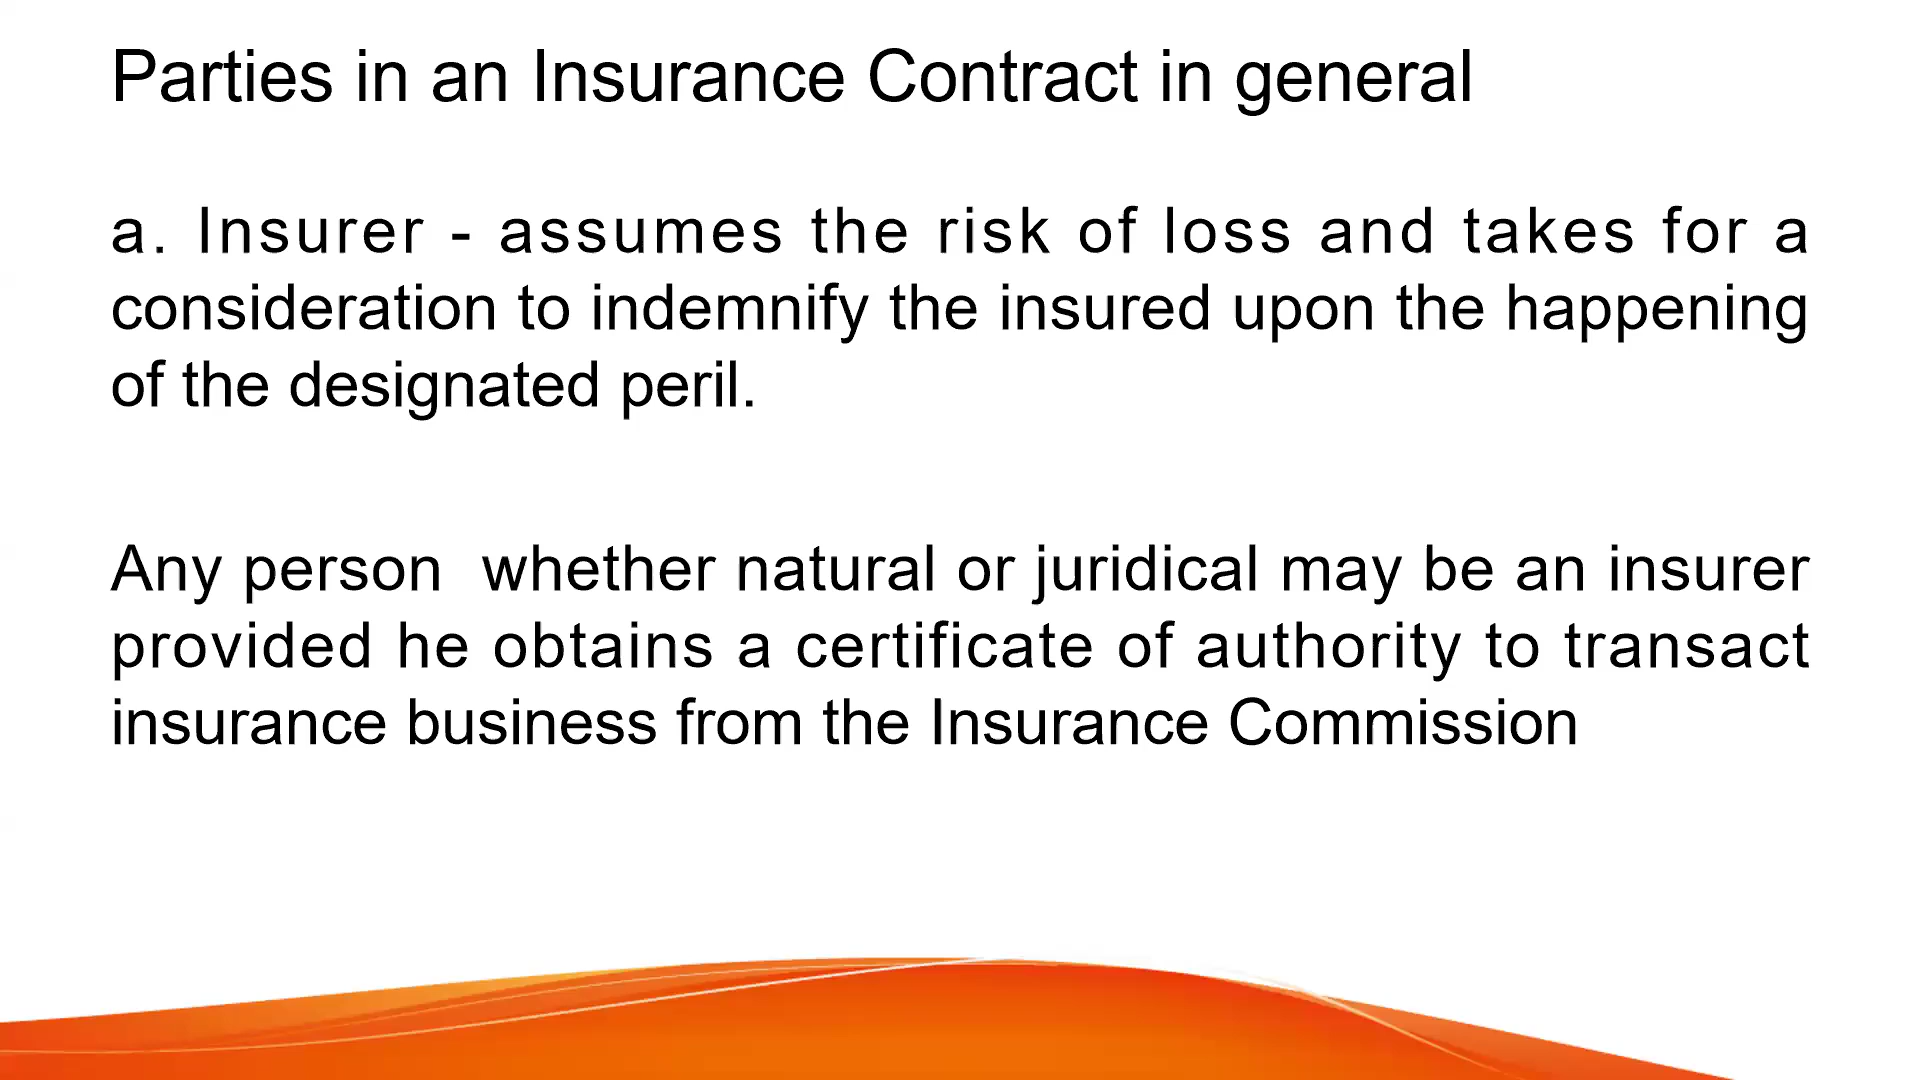 Parties in an Insurance Contract in general
a. Insurer - assumes the risk of loss and takes for a
consideration to indemnify the insured upon the happening
of the designated peril.
Any person  whether natural or juridical may be an insurer
provided he obtains a certificate of authority to transact
insurance business from the Insurance Commission